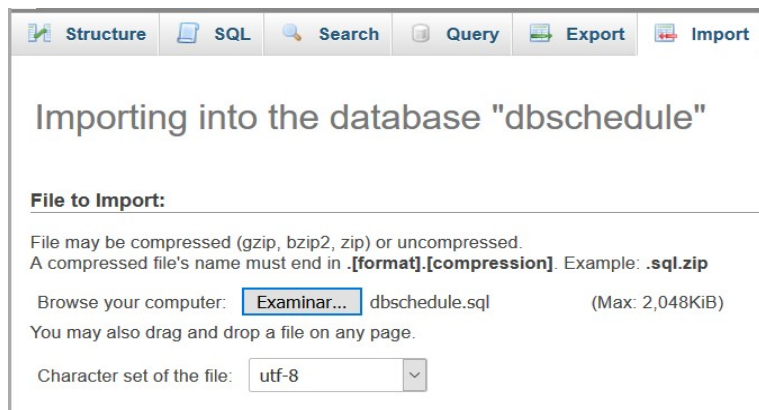 Structure SQL Search Query Export Import
Importing into the database "dbschedule"
File to Import:
File may be compressed (gzip, bzip2, zip) or uncompressed.
A compressed file's name must end in .[format].[compression]. Example: .sql.zip
Browse your computer: Examinar... dbschedule.sql (Max: 2,048KiB)
You may also drag and drop a file on any page.
Character set of the file: utf-8